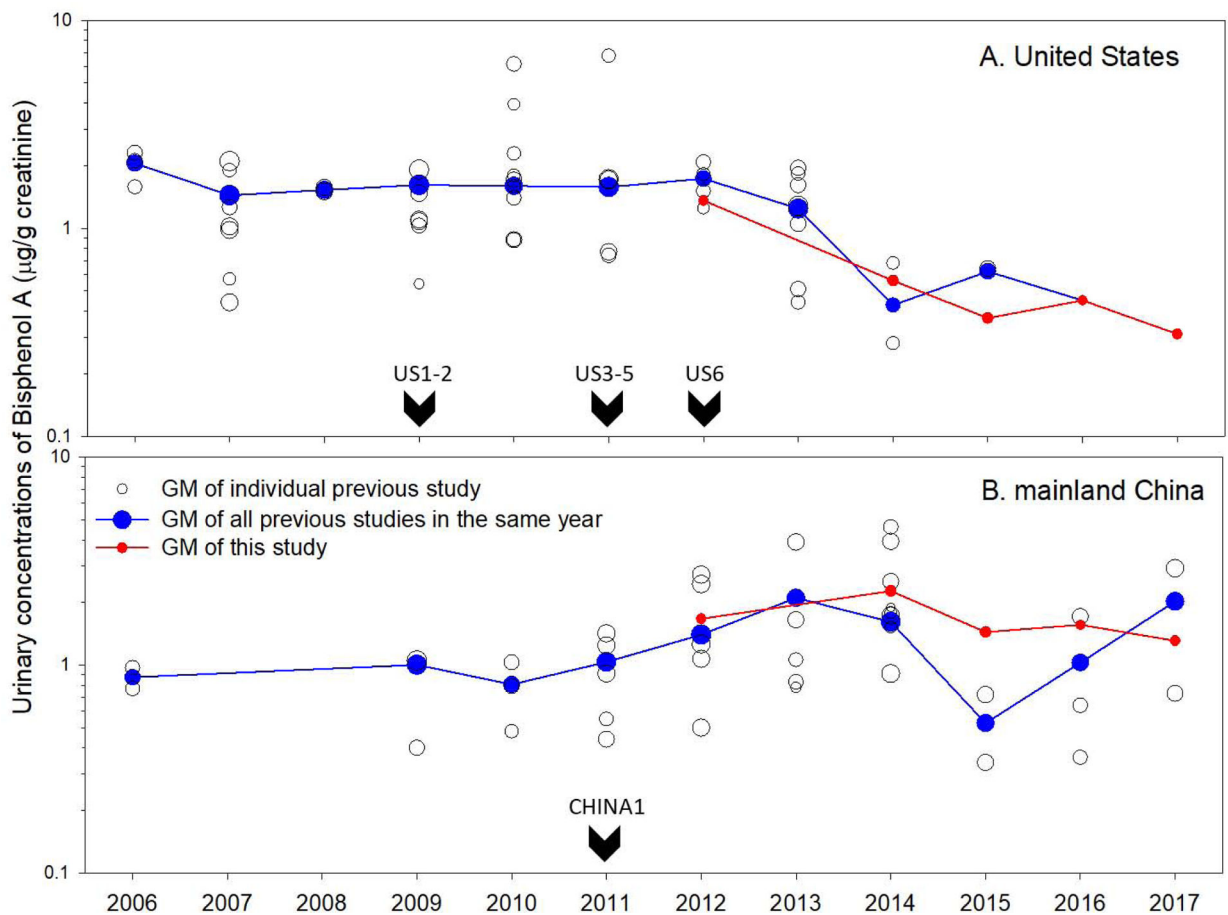 Urinary concentrations of Bisphenol A (μg/g creatinine)
10
A. United States
1
US1-2
US3-5
US6
0.1
10
GM of individual previous study
B. mainland China
GM of all previous studies in the same year
GM of this study
1
CHINA1
0.1
2006 2007 2008 2009 2010 2011 2012 2013 2014 2015 2016 2017